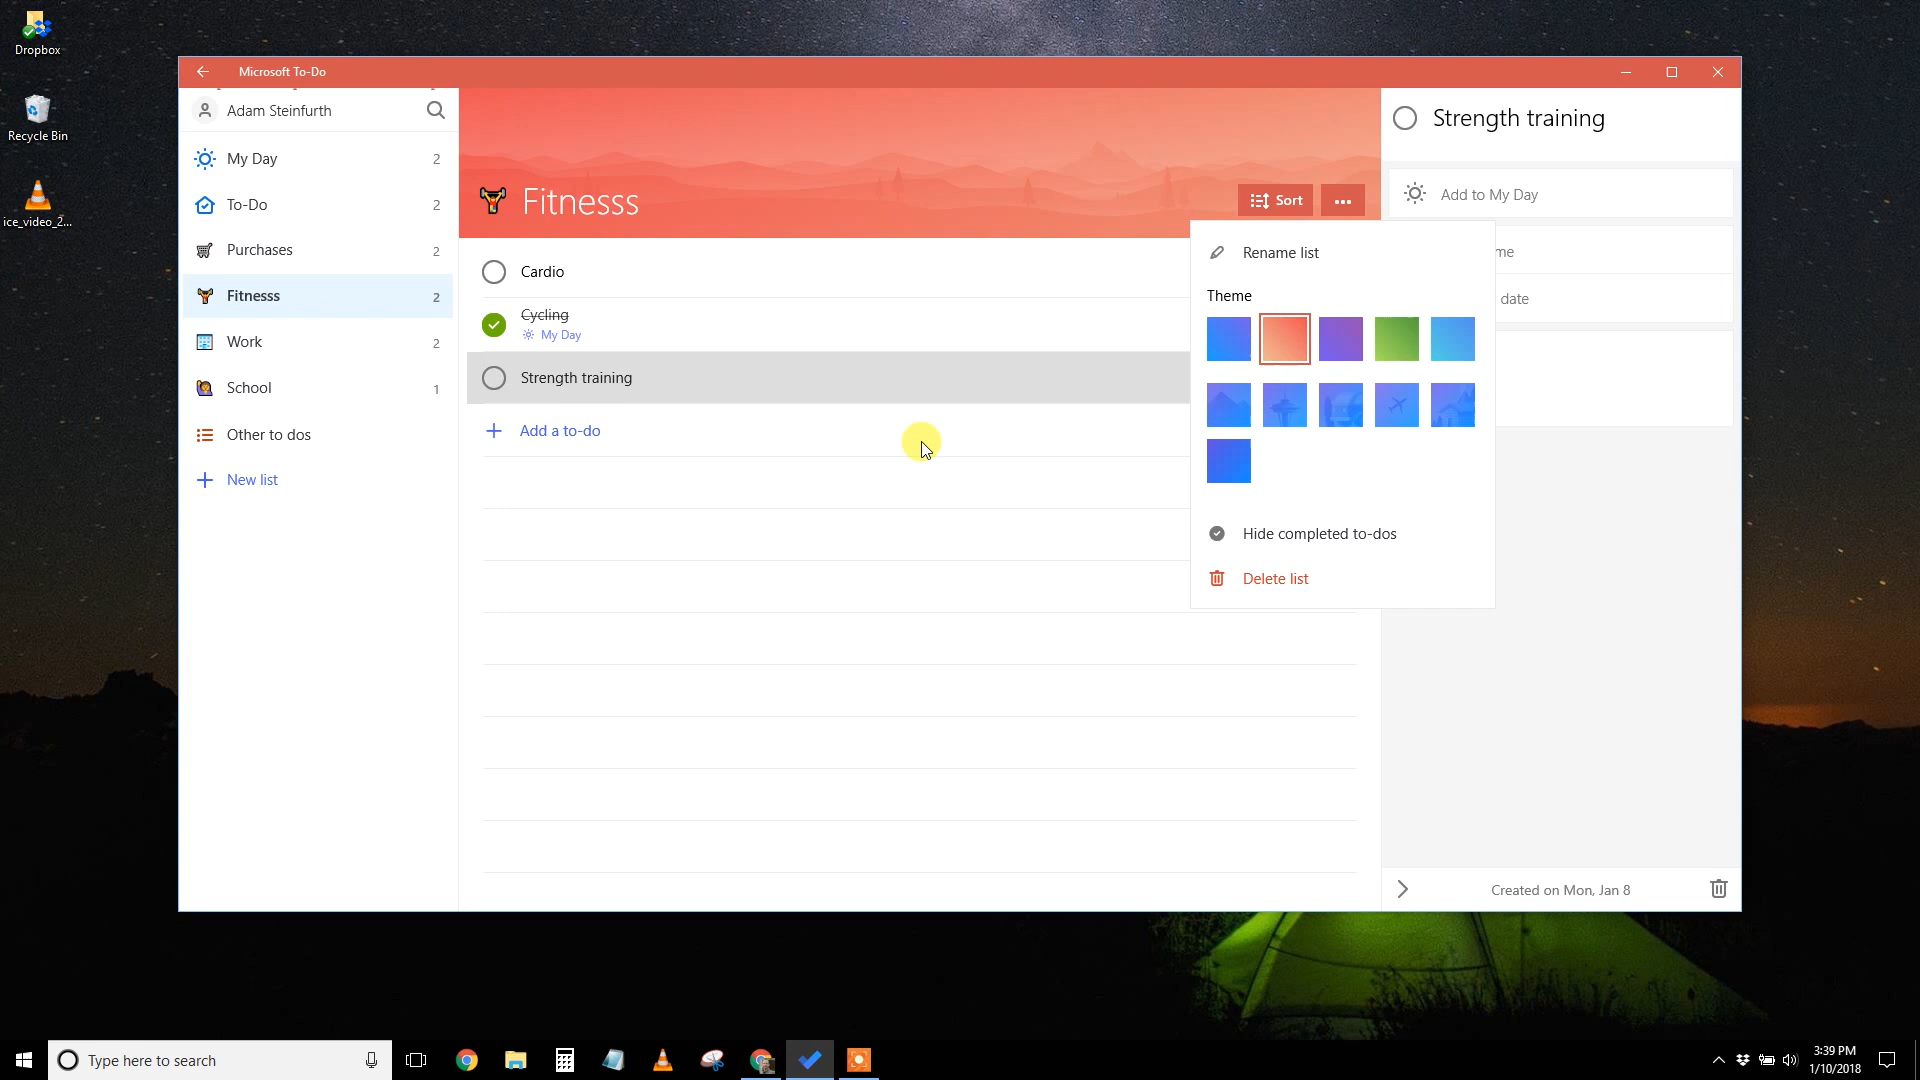 Dropbox
Recycle Bin
ice_video_2...
Microsoft To-Do
Adam Steinfurth
My Day 2
To-Do 2
Purchases 2
Fitnesss 2
Work 2
School 1
Other to dos
New list
Fitnesss
Sort
Cardio
Cycling
My Day
Strength training
Add a to-do
Rename list
Theme
Hide completed to-dos
Delete list
Strength training
Add to My Day
me
date
Created on Mon, Jan 8
Type here to search
3:39 PM
1/10/2018